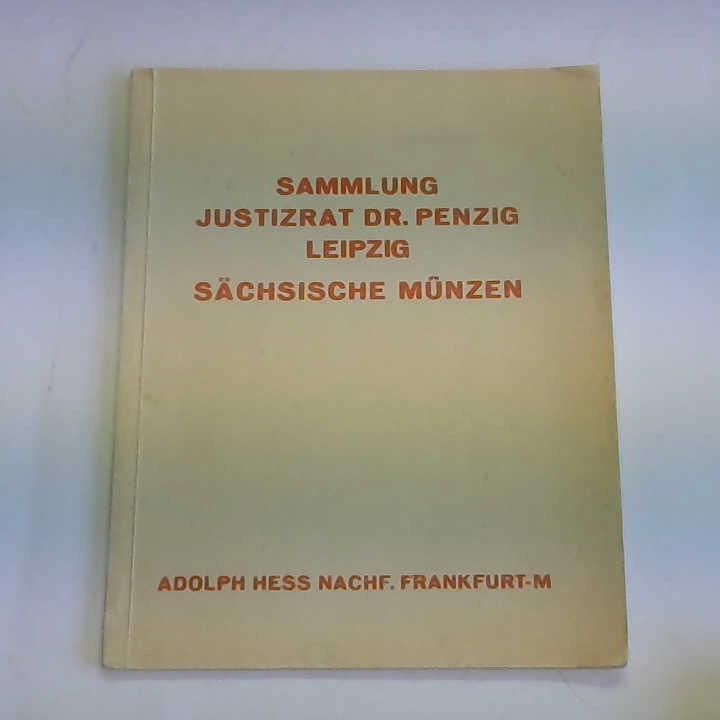 SAMMLUNG
JUSTIZRAT DR. PENZIG
LEIPZIG
SÄCHSISCHE MÜNZEN
ADOLPH HESS NACHF. FRANKFURT-M